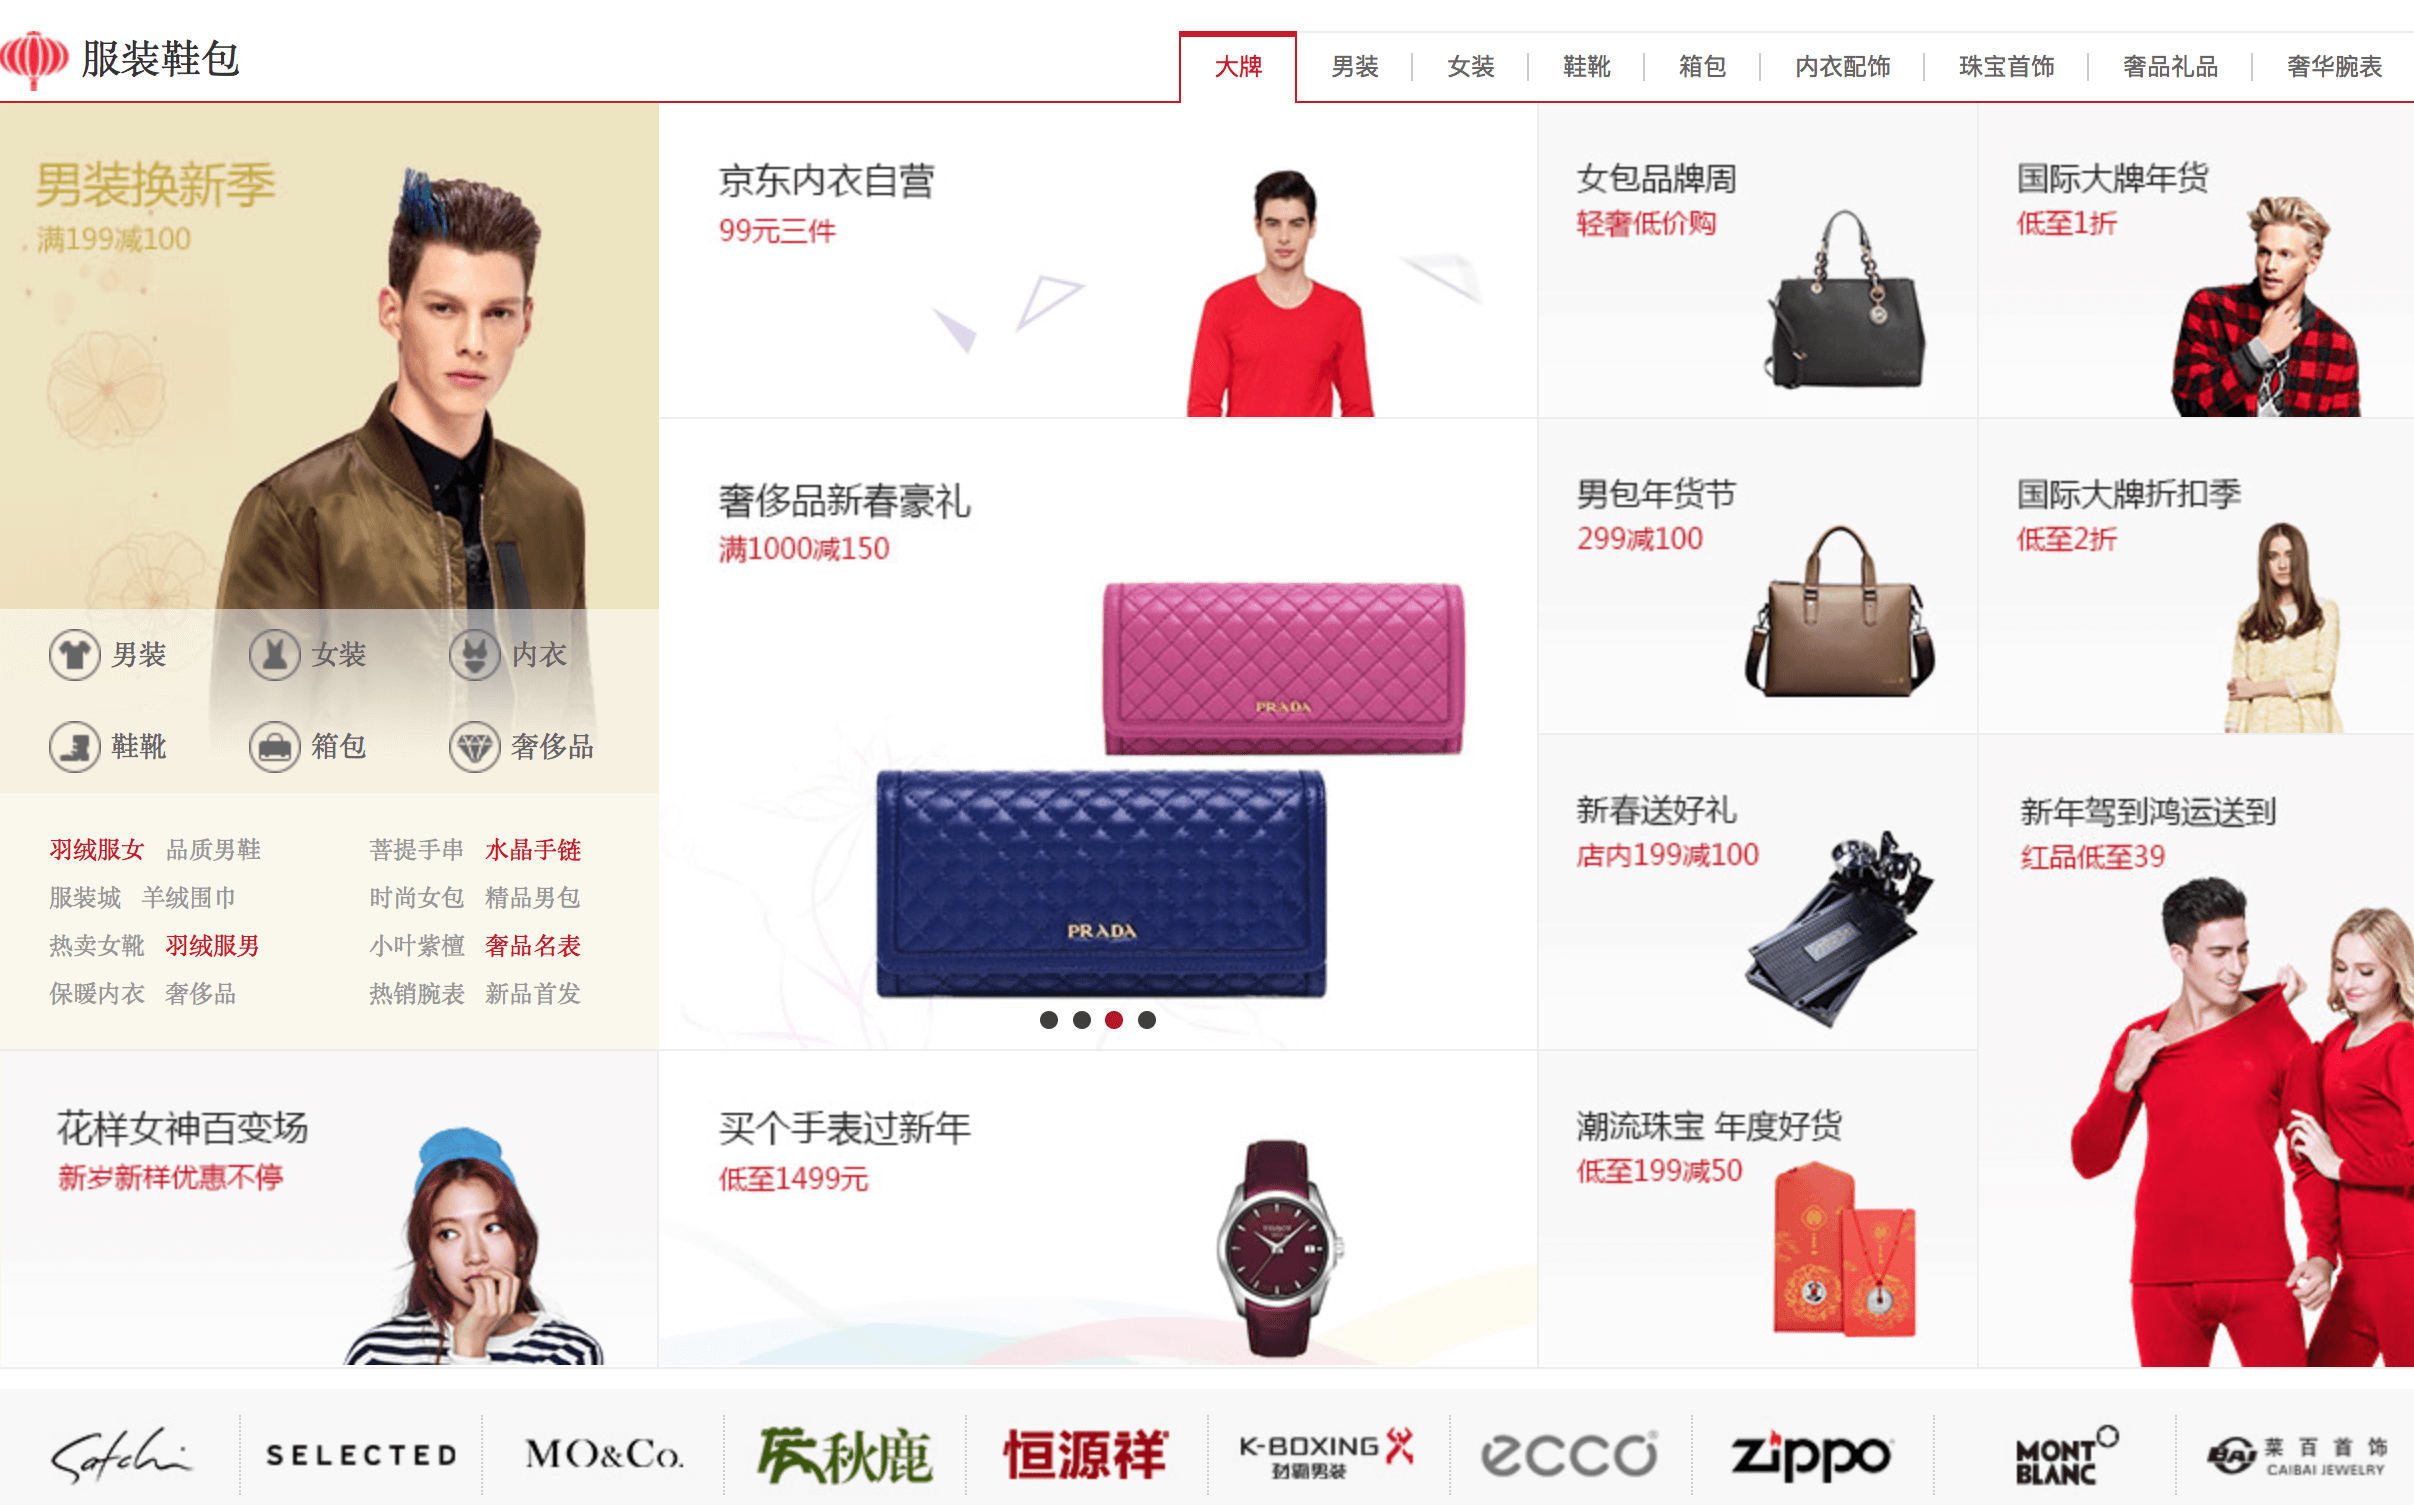 服装鞋包
大牌 男装 女装 鞋靴 箱包 内衣配饰 珠宝首饰 奢品礼品 奢华腕表
男装换新季
满199减100
男装 女装 内衣
鞋靴 箱包 奢侈品
羽绒服女 品质男鞋 菩提手串 水晶手链
服装城 羊绒围巾 时尚女包 精品男包
热卖女靴 羽绒服男 小叶紫檀 奢品名表
保暖内衣 奢侈品 热销腕表 新品首发
花样女神百变场
新岁新样优惠不停
京东内衣自营
99元三件
奢侈品新春豪礼
满1000减150
PRADA
PRADA
买个手表过新年
低至1499元
女包品牌周
轻奢低价购
国际大牌年货
低至1折
男包年货节
299减100
国际大牌折扣季
低至2折
新春送好礼
店内199减100
新年驾到鸿运送到
红品低至39
潮流珠宝 年度好货
低至199减50
Satchi
SELECTED
MO&Co.
秋鹿
恒源祥
K-BOXING
劲霸男装
ecco
zippo
MONT
BLANC
BAI 菜百首饰
CAIBAI JEWELRY